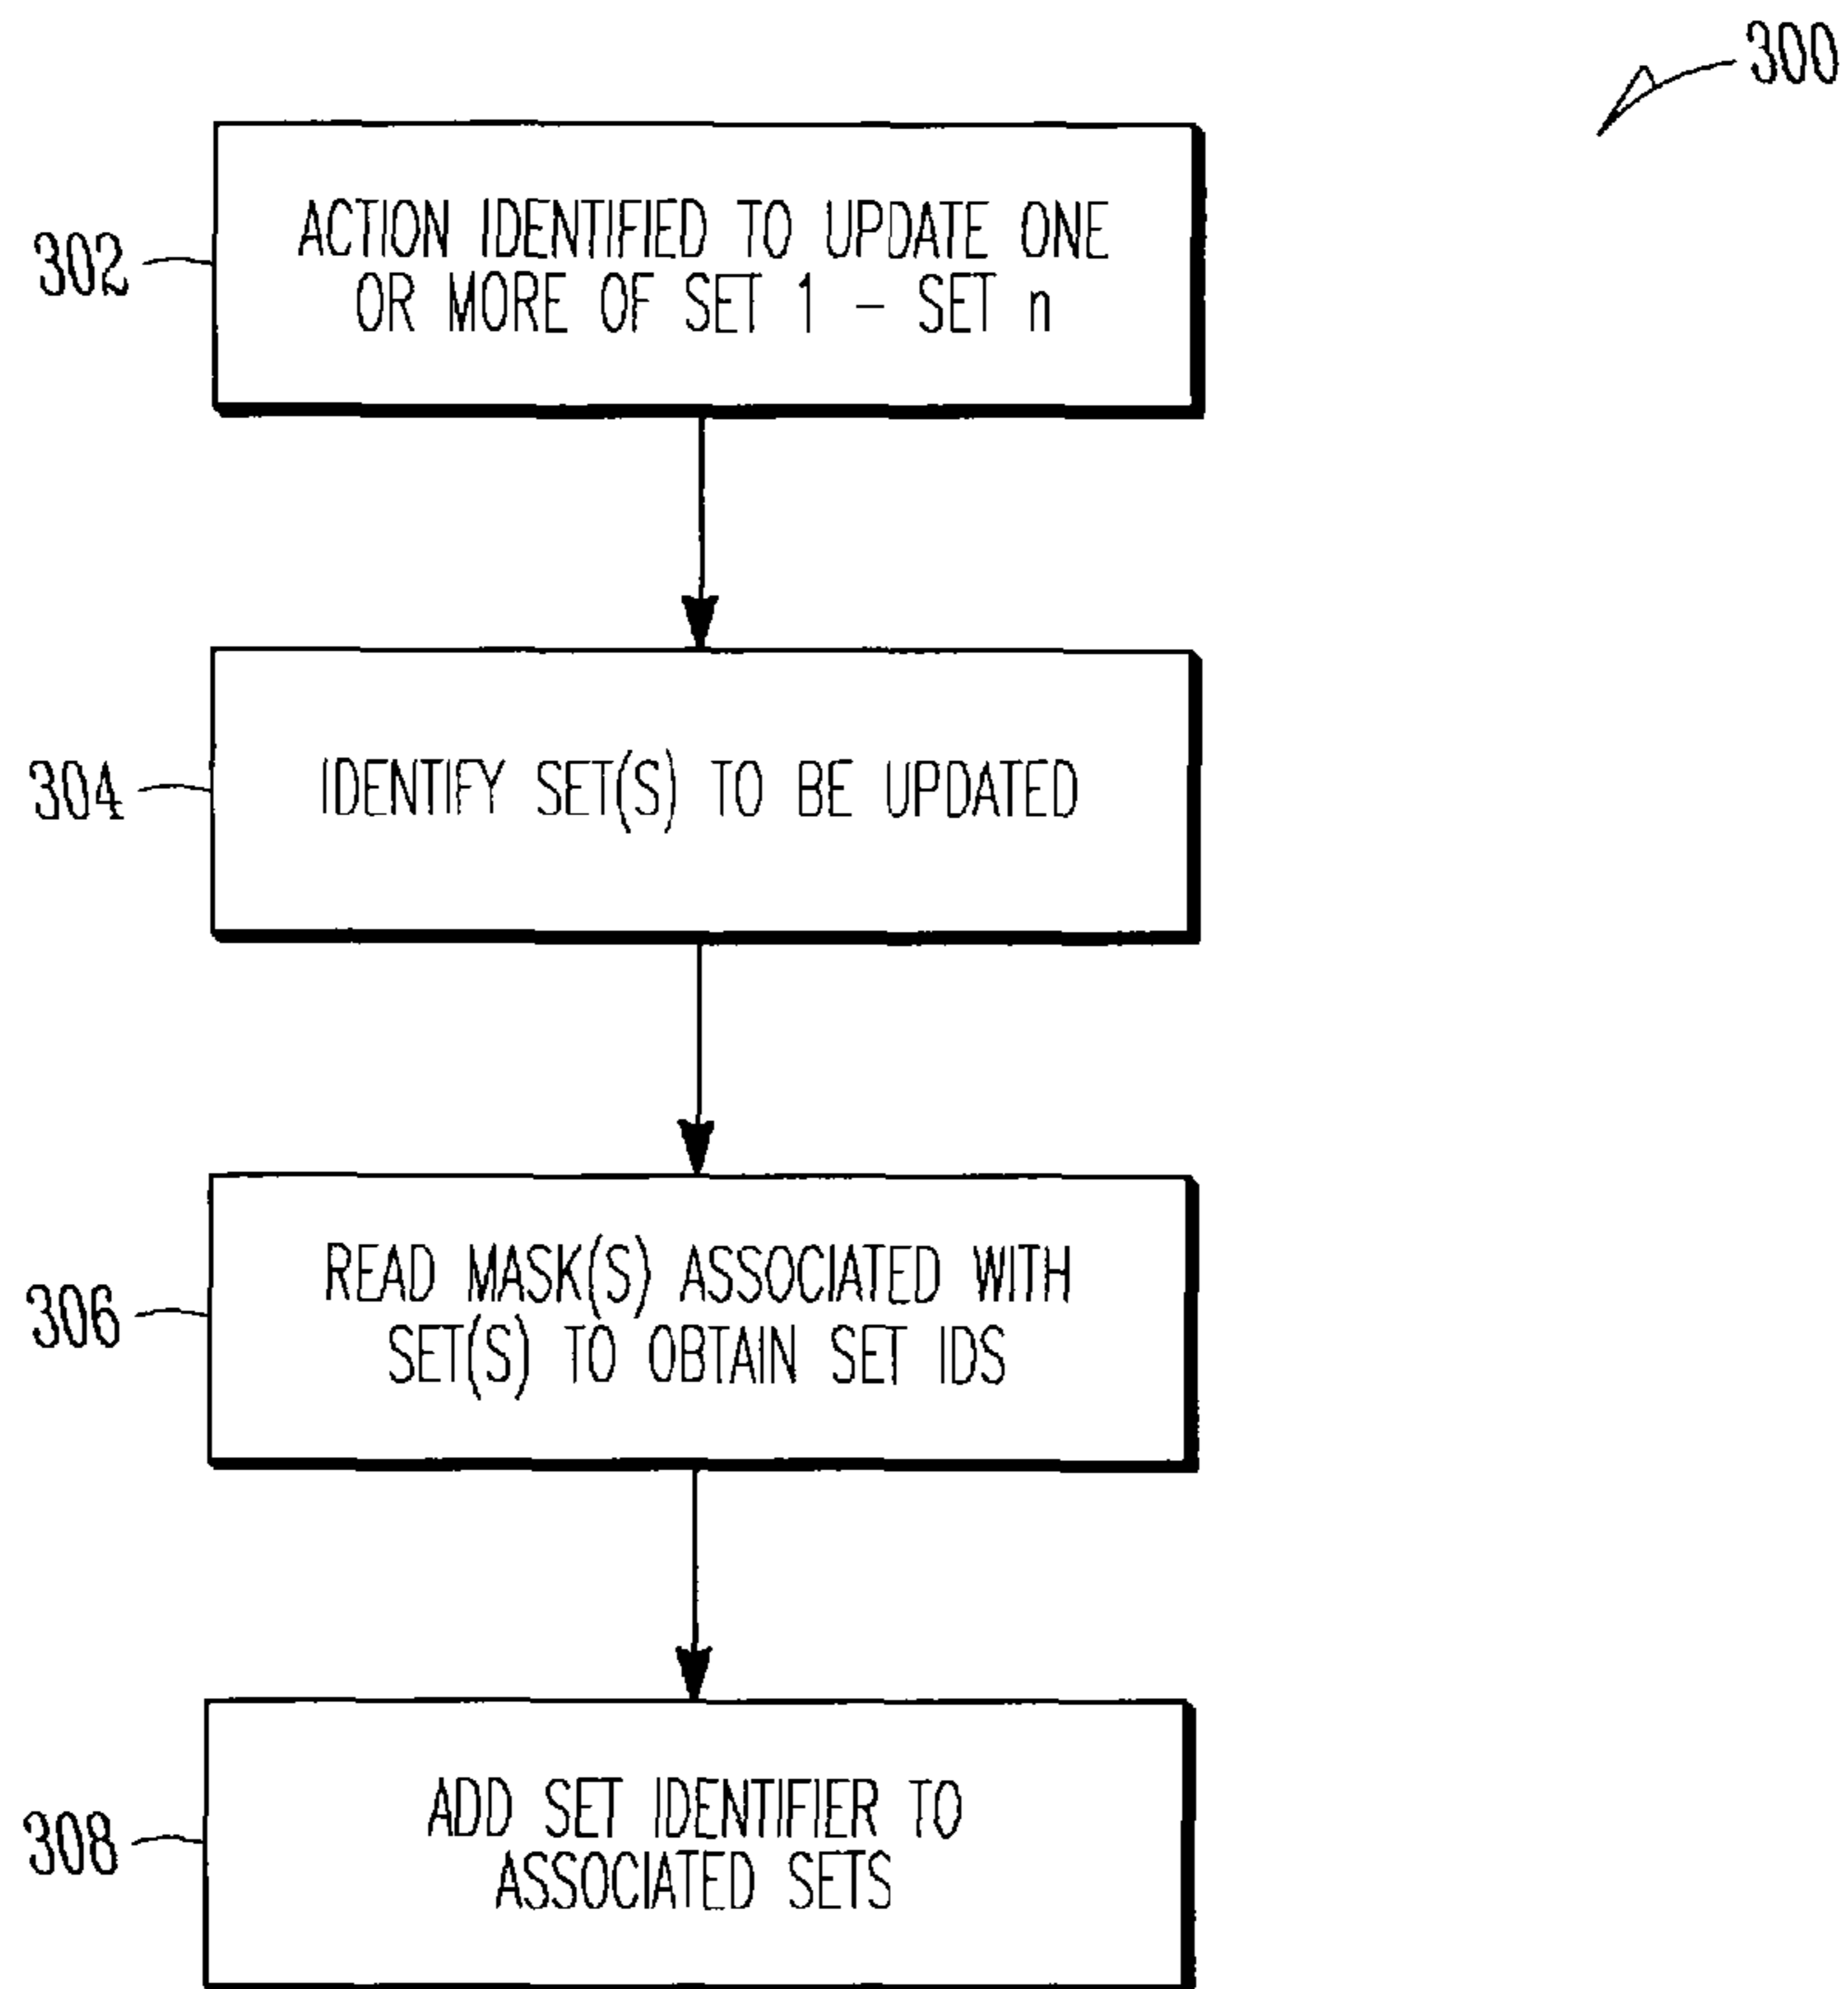 300
302
ACTION IDENTIFIED TO UPDATE ONE
OR MORE OF SET 1 – SET n
304
IDENTIFY SET(S) TO BE UPDATED
306
READ MASK(S) ASSOCIATED WITH
SET(S) TO OBTAIN SET IDS
308
ADD SET IDENTIFIER TO
ASSOCIATED SETS